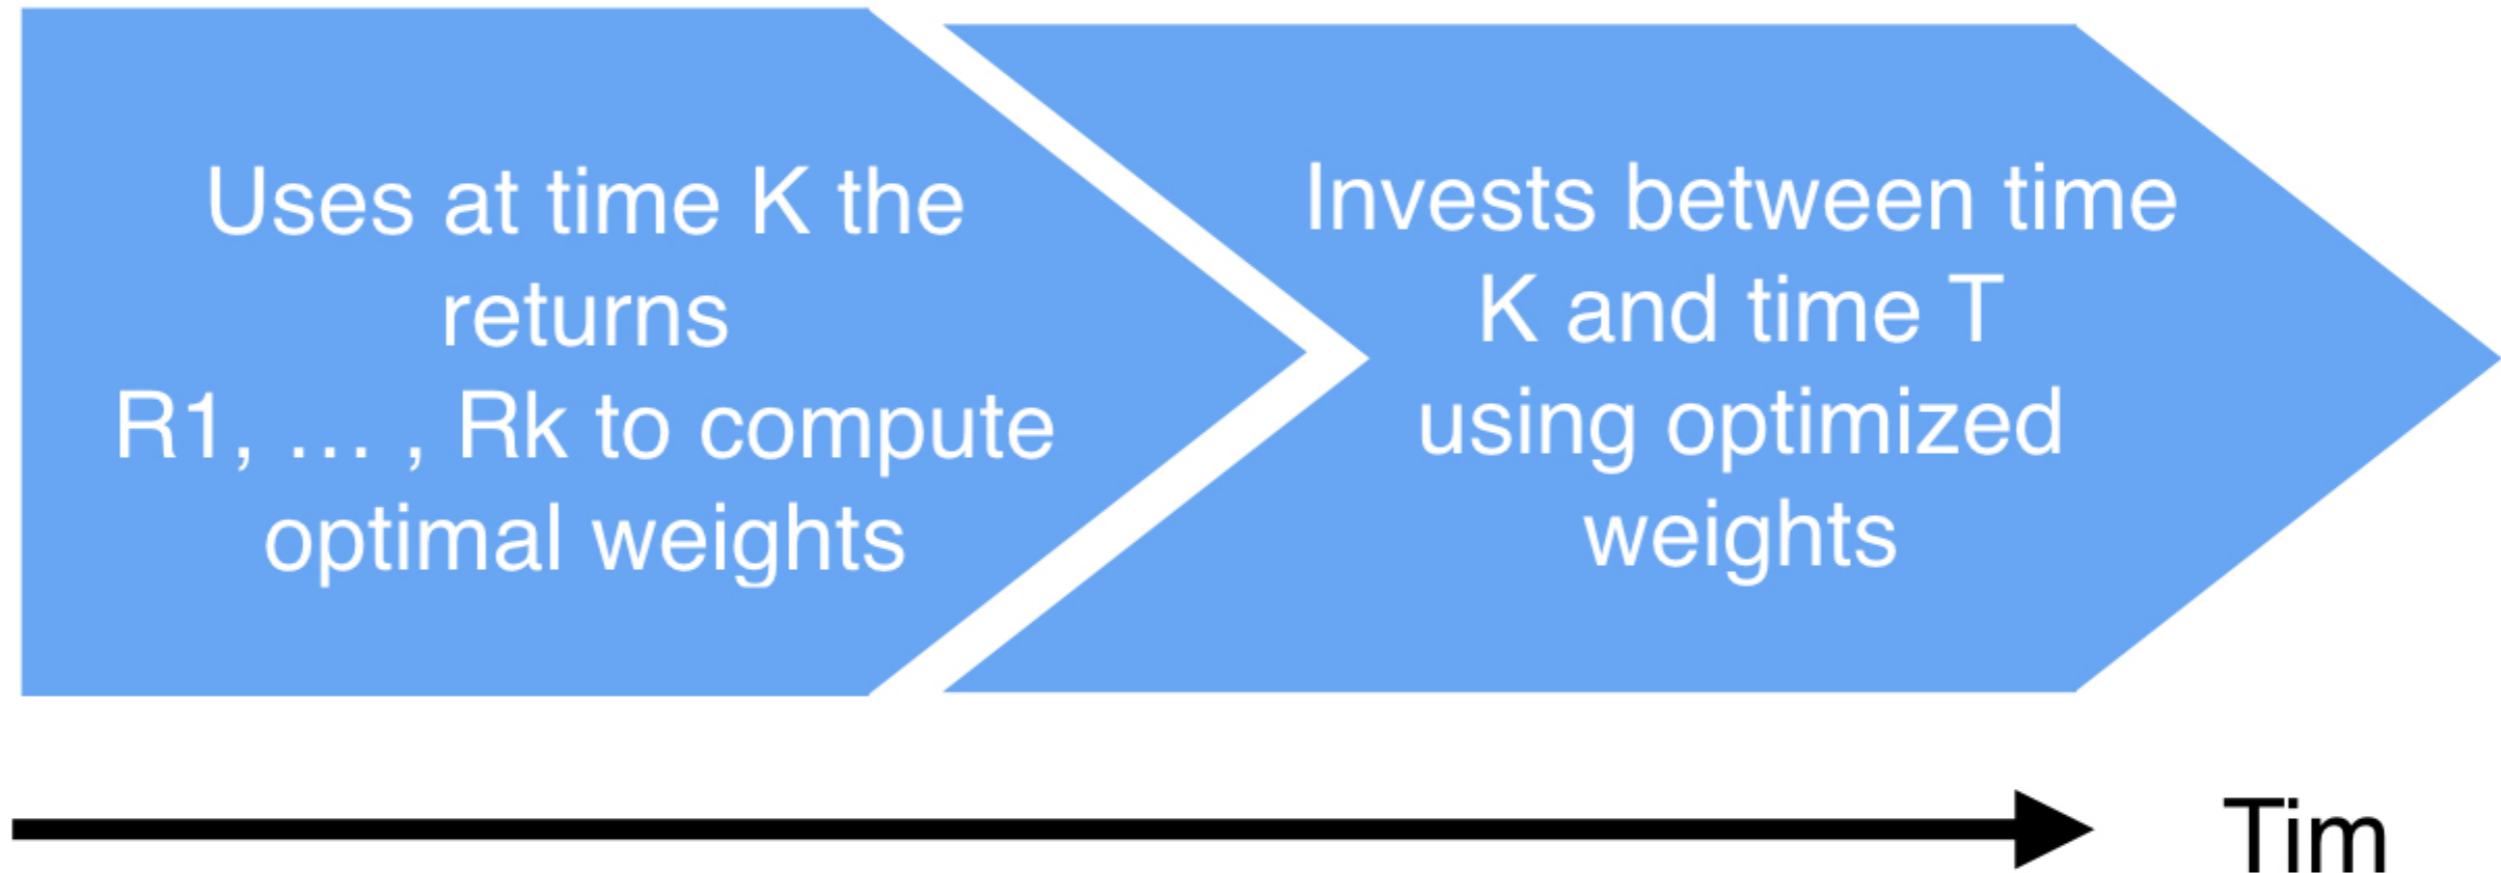 Uses at time K the
returns
R1, ... , Rk to compute
optimal weights
Invests between time
K and time T
using optimized
weights
Tim